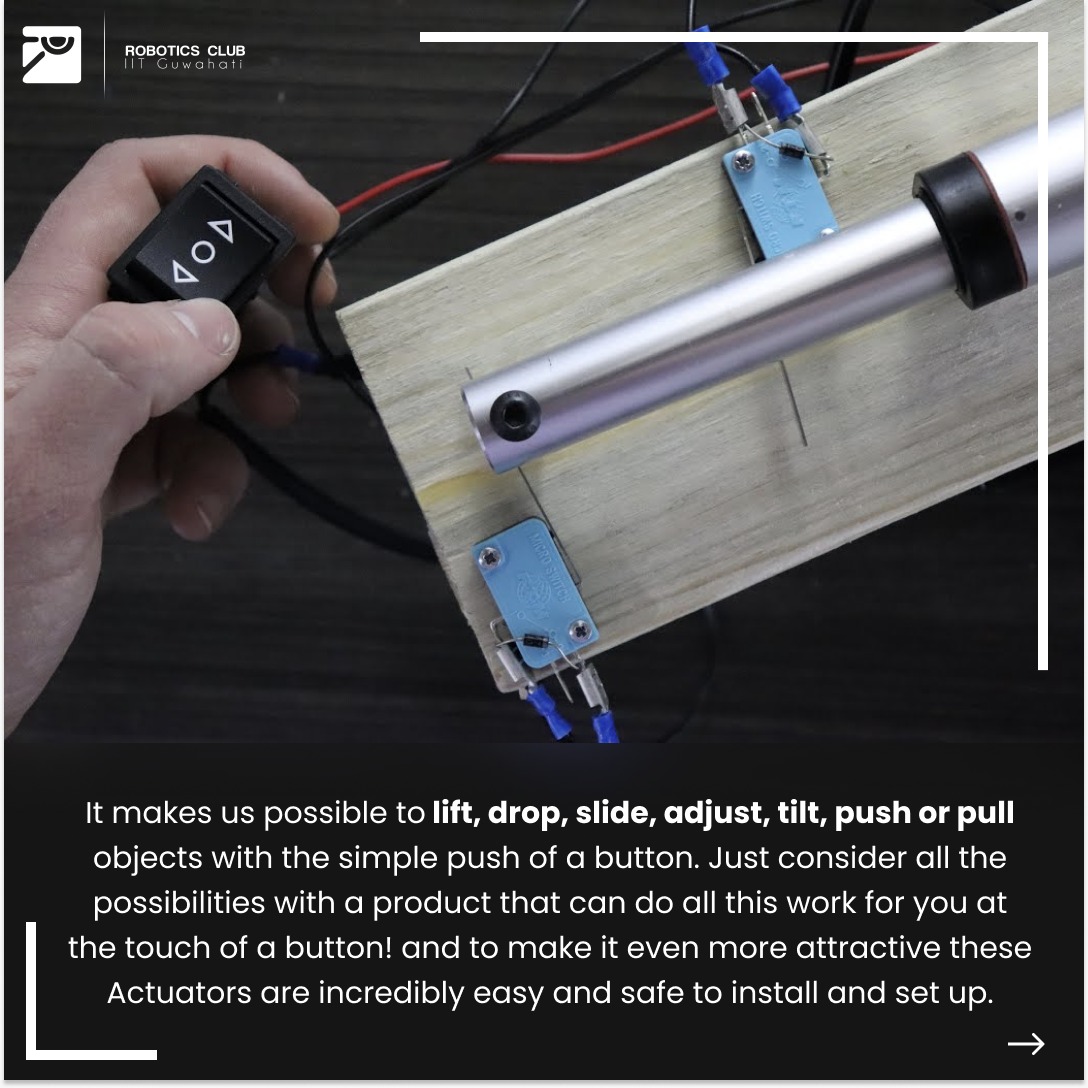 ROBOTICS CLUB
IIT Guwahati
MICRO SWITCH
It makes us possible to lift, drop, slide, adjust, tilt, push or pull
objects with the simple push of a button. Just consider all the
possibilities with a product that can do all this work for you at
the touch of a button! and to make it even more attractive these
Actuators are incredibly easy and safe to install and set up.